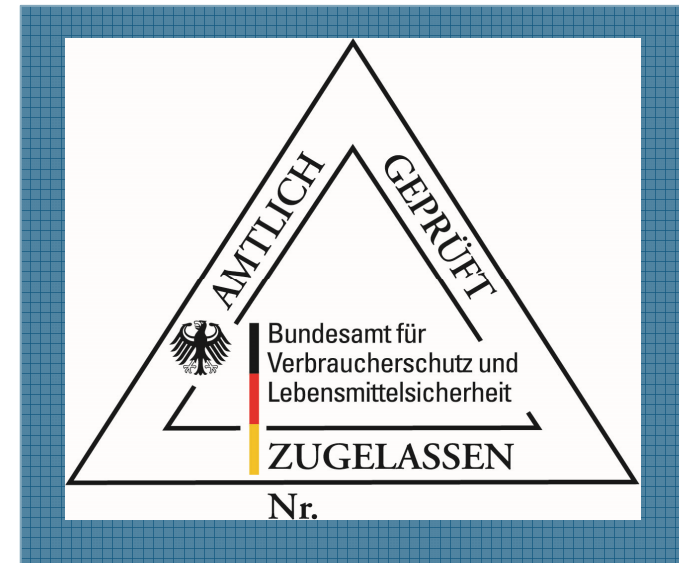 AMTLICH
GEPRÜFT
Bundesamt für
Verbraucherschutz und
Lebensmittelsicherheit
ZUGELASSEN
Nr.